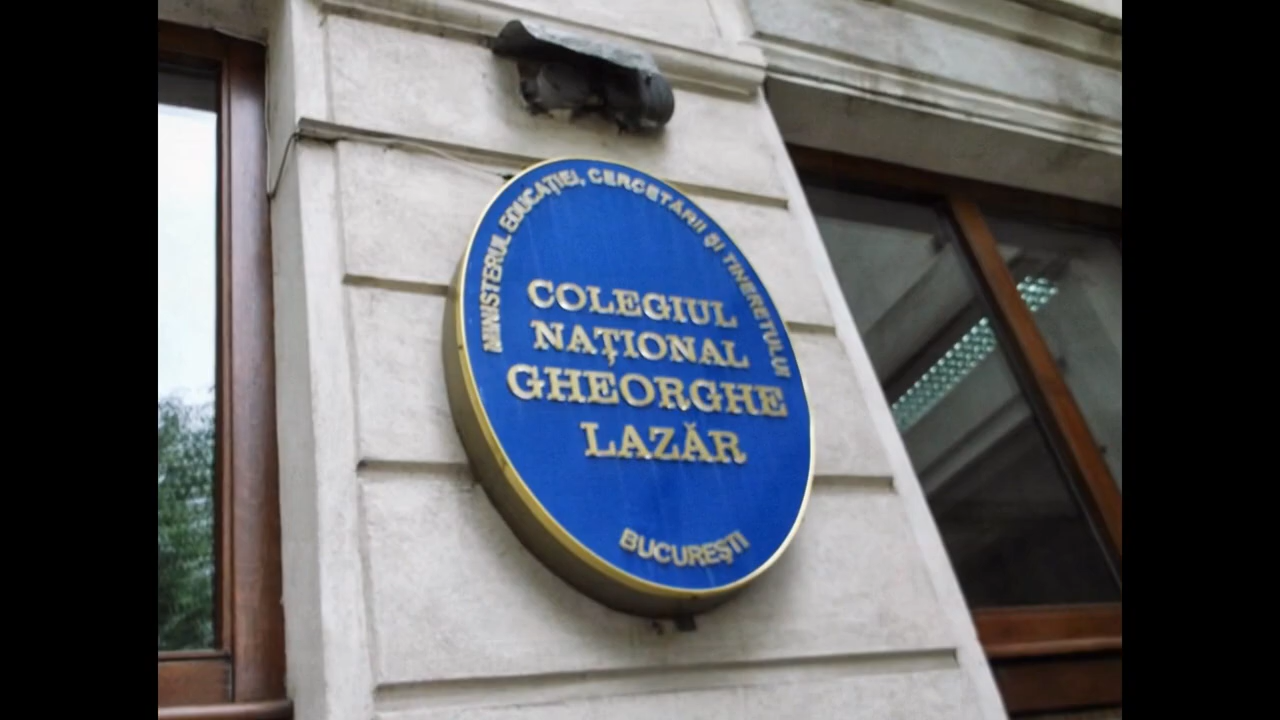 MINISTERUL EDUCAȚIEI, CERCETĂRII ȘI TINERETULUI
COLEGIUL
NAȚIONAL
GHEORGHE
LAZĂR
BUCUREȘTI